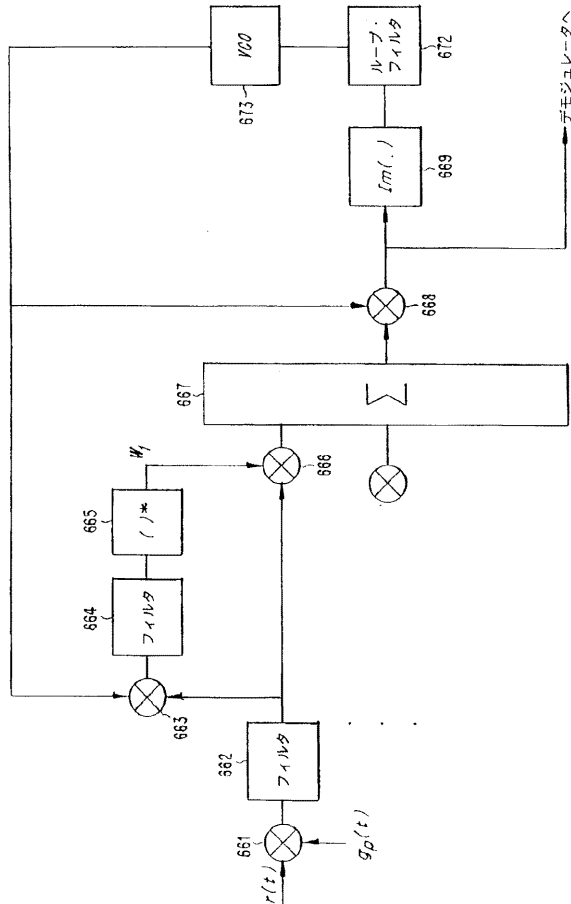 r(t)
661
gp(t)
662
フィルタ
663
664
フィルタ
665
( )*
W1
666
667
Σ
668
Im(.)
669
ループ・
フィルタ
672
VCO
673
デモジュレータへ